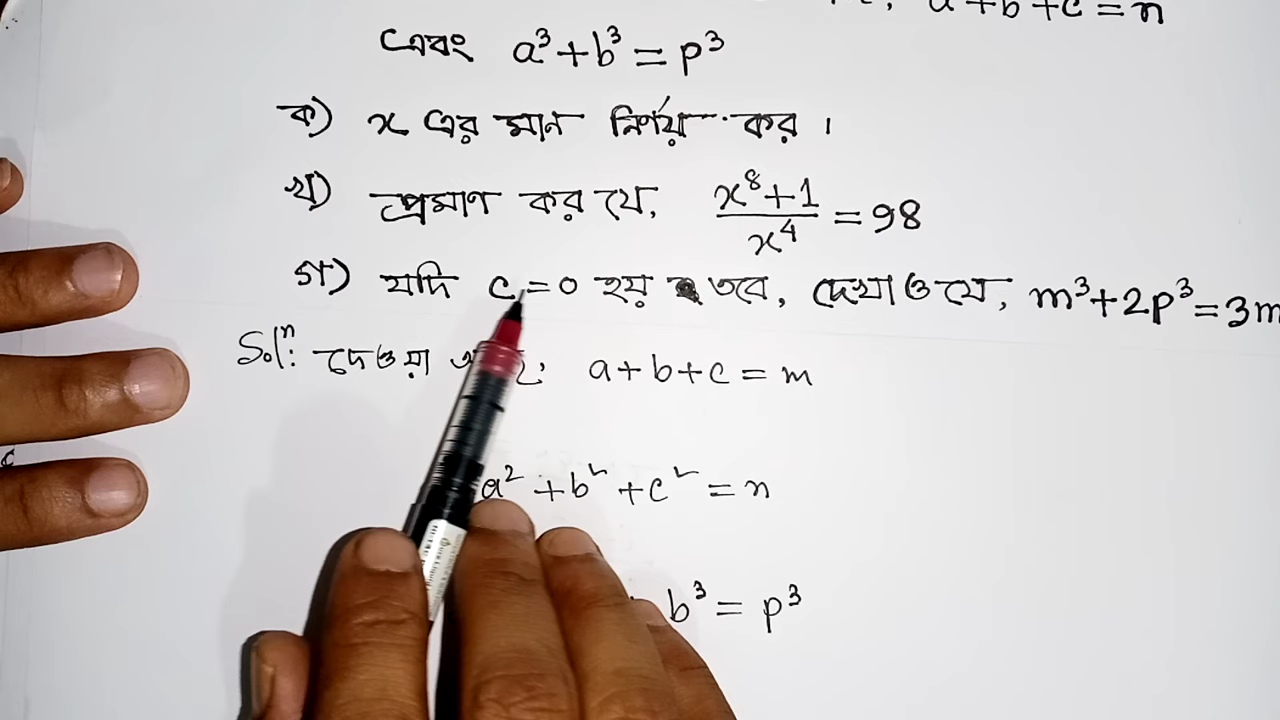 a+b+c=n
এবং a³+b³=p³
ক) x এর মান নির্ণয় কর ।
খ) প্রমাণ কর যে, \frac{x⁸+1}{x⁴}=98
গ) যদি c=0 হয় তবে, দেখাও যে, m³+2p³=3m
Solⁿ: দেওয়া a+b+c=m
a²+b²+c²=n
b³=p³